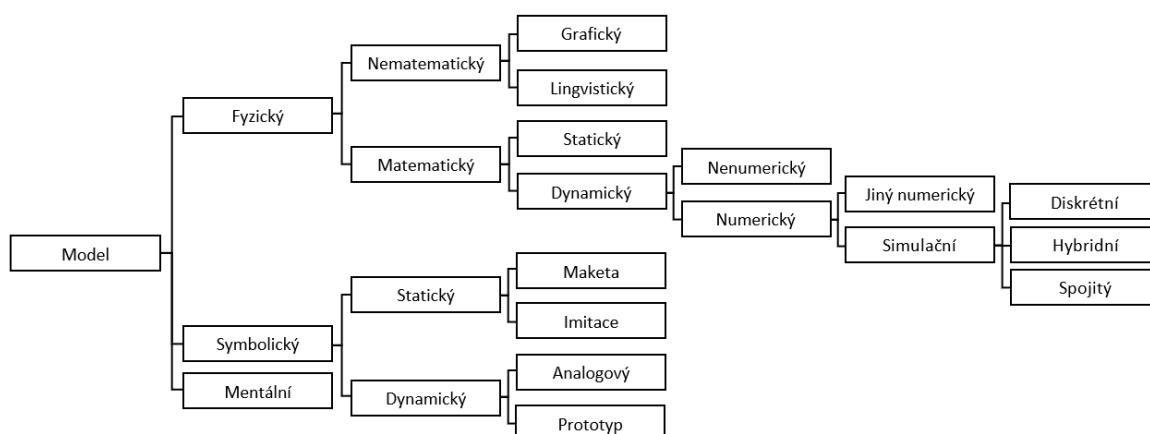 Model
Fyzický
Nematematický
Grafický
Lingvistický
Matematický
Statický
Dynamický
Nenumerický
Numerický
Jiný numerický
Simulační
Diskrétní
Hybridní
Spojitý
Symbolický
Statický
Maketa
Imitace
Dynamický
Analogový
Prototyp
Mentální